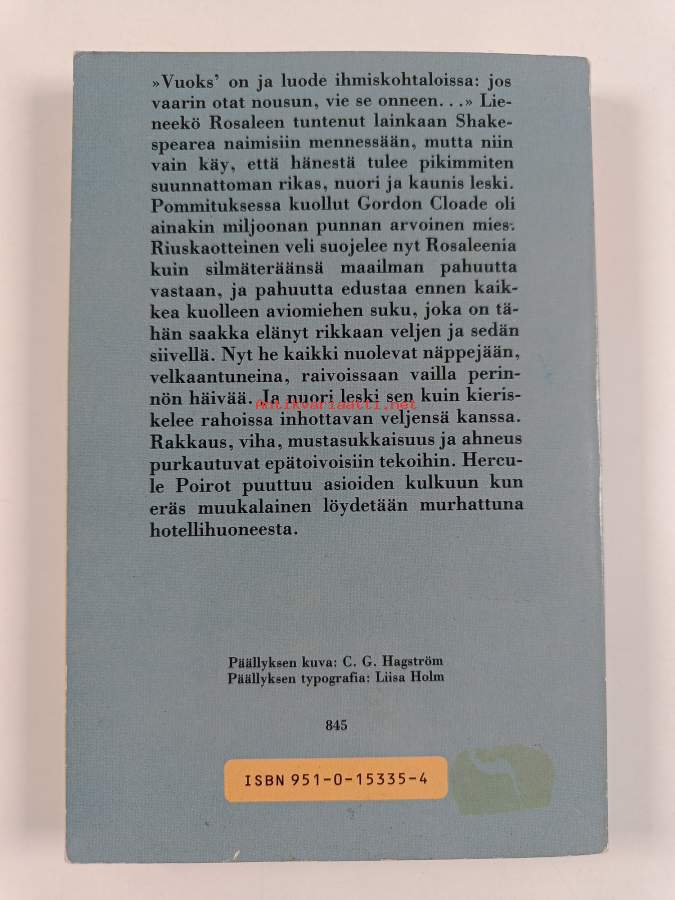 »Vuoks’ on ja luode ihmiskohtaloissa: jos
vaarin otat nousun, vie se onneen. . .» Lie-
neekö Rosaleen tuntenut lainkaan Shake-
spearea naimisiin mennessään, mutta niin
vain käy, että hänestä tulee pikimmiten
suunnattoman rikas, nuori ja kaunis leski.
Pommituksessa kuollut Gordon Cloade oli
ainakin miljoonan punnan arvoinen mies.
Riuskaotteinen veli suojelee nyt Rosaleenia
kuin silmäteräänsä maailman pahuutta
vastaan, ja pahuutta edustaa ennen kaik-
kea kuolleen aviomiehen suku, joka on tä-
hän saakka elänyt rikkaan veljen ja sedän
siivellä. Nyt he kaikki nuolevat näppejään,
velkaantuneina, raivoissaan vailla perin-
nön häivää. Ja nuori leski sen kuin kieris-
antikvariaatti.net
kelee rahoissa inhottavan veljensä kanssa.
Rakkaus, viha, mustasukkaisuus ja ahneus
purkautuvat epätoivoisiin tekoihin. Hercu-
le Poirot puuttuu asioiden kulkuun kun
eräs muukalainen löydetään murhattuna
hotellihuoneesta.
Päällyksen kuva: C. G. Hagström
Päällyksen typografia: Liisa Holm
845
ISBN 951-0-15335-4